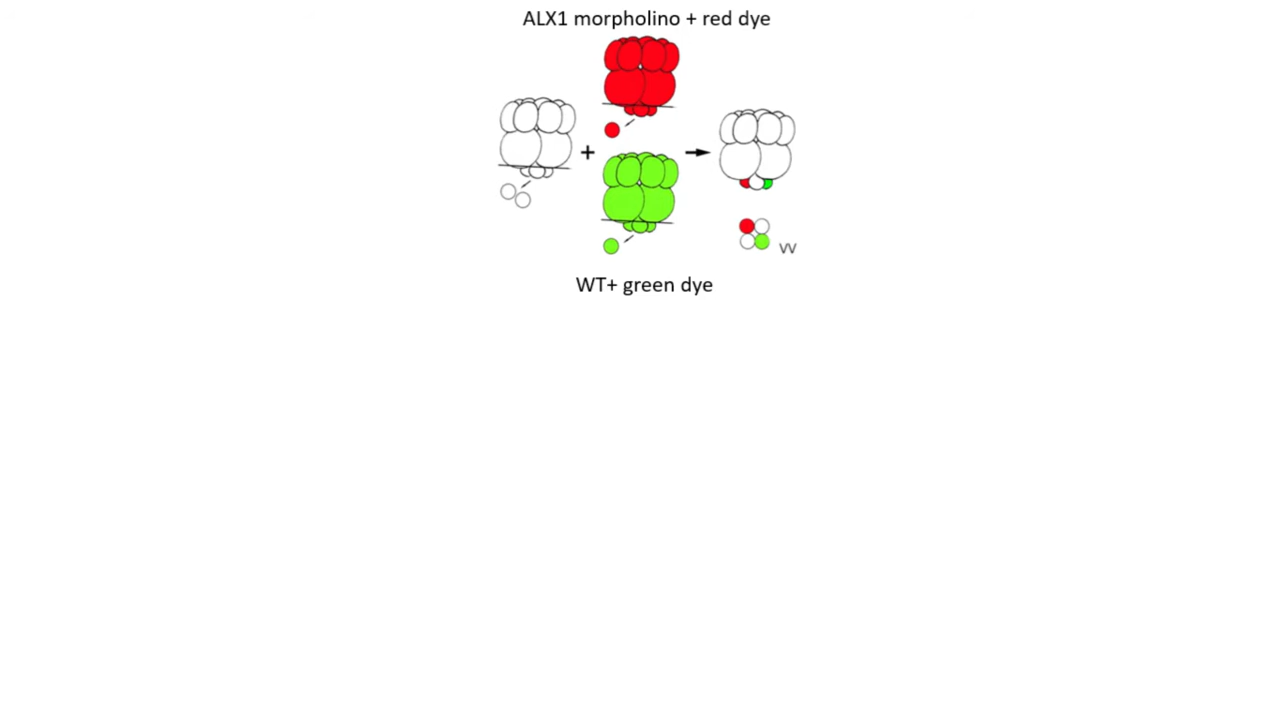 ALX1 morpholino + red dye
+
VV
WT+ green dye